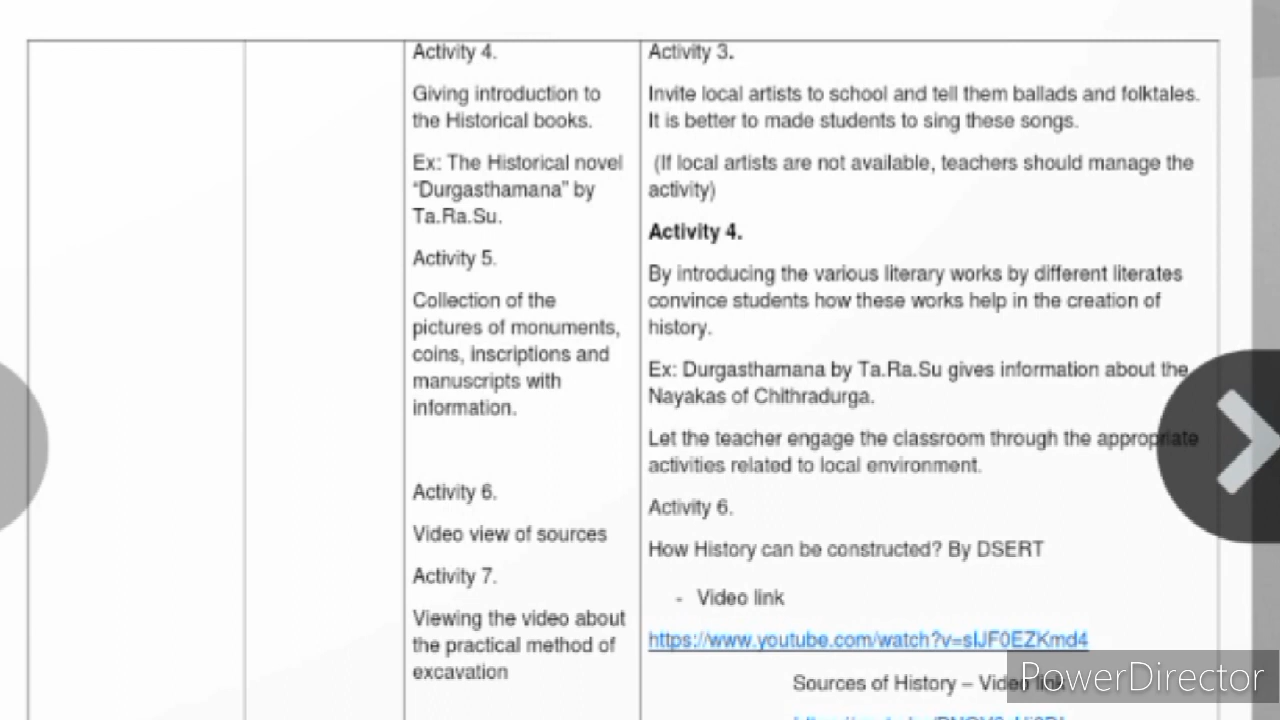 Activity 4.
Giving introduction to
the Historical books.
Ex: The Historical novel
“Durgasthamana” by
Ta.Ra.Su.
Activity 5.
Collection of the
pictures of monuments,
coins, inscriptions and
manuscripts with
information.
Activity 6.
Video view of sources
Activity 7.
Viewing the video about
the practical method of
excavation
Activity 3.
Invite local artists to school and tell them ballads and folktales.
It is better to made students to sing these songs.
(If local artists are not available, teachers should manage the
activity)
Activity 4.
By introducing the various literary works by different literates
convince students how these works help in the creation of
history.
Ex: Durgasthamana by Ta.Ra.Su gives information about the
Nayakas of Chithradurga.
Let the teacher engage the classroom through the appropriate
activities related to local environment.
Activity 6.
How History can be constructed? By DSERT
- Video link
https://www.youtube.com/watch?v=sIJF0EZKmd4
Sources of History – Video link
PowerDirector